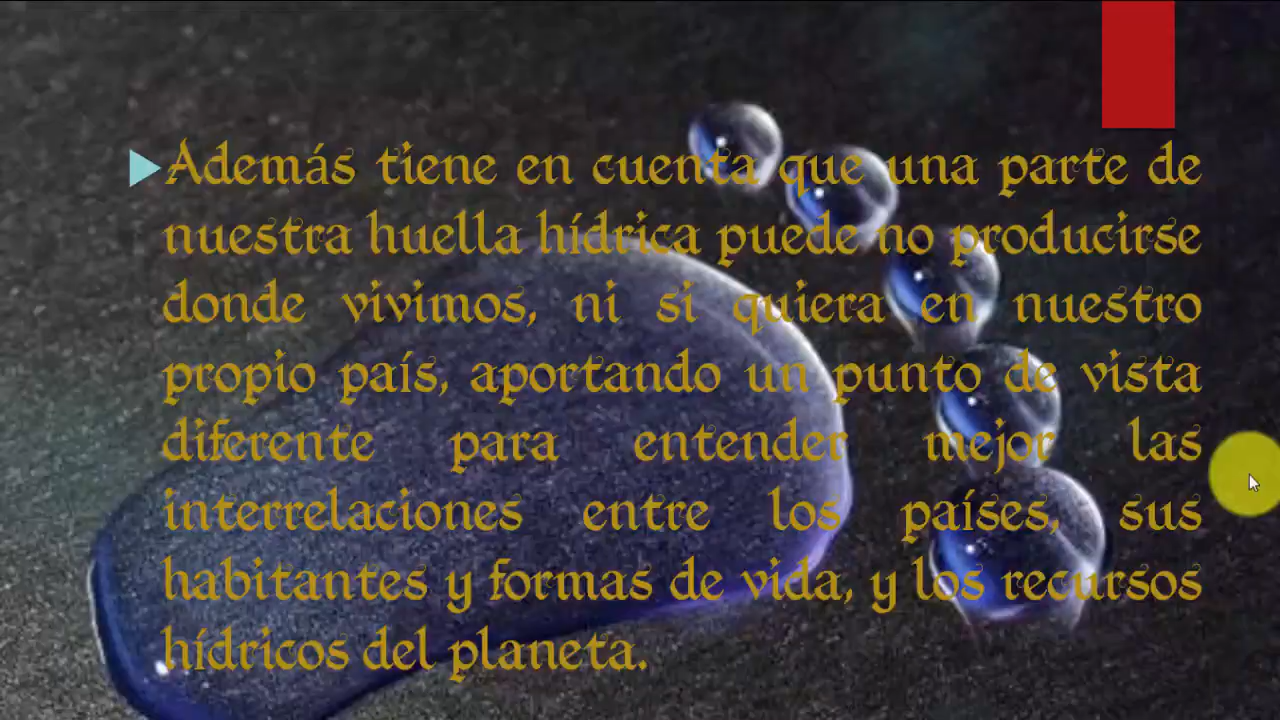 Además tiene en cuenta que una parte de
nuestra huella hídrica puede no producirse
donde vivimos, ni si quiera en nuestro
propio país, aportando un punto de vista
diferente para entender mejor las
interrelaciones entre los países, sus
habitantes y formas de vida, y los recursos
hídricos del planeta.